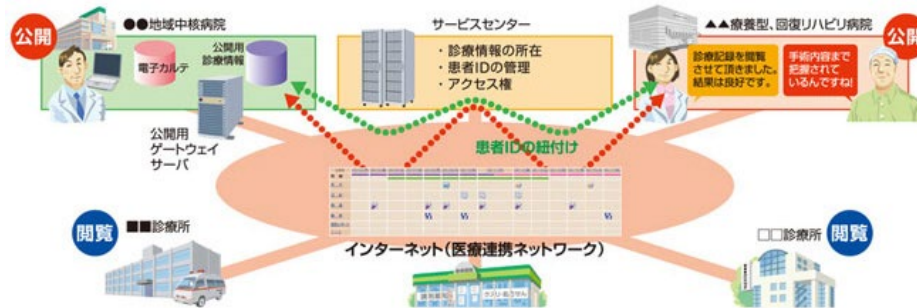 公開
●●地域中核病院
電子カルテ
公開用
診療情報
公開用
ゲートウェイ
サーバ
サービスセンター
・診療情報の所在
・患者IDの管理
・アクセス権
▲▲療養型、回復リハビリ病院
公開
診療記録を閲覧
させて頂きました。
結果は良好です。
手術内容まで
把握されて
いるんですね!
患者IDの紐付け
閲覧
■■診療所
インターネット(医療連携ネットワーク)
□□診療所
閲覧